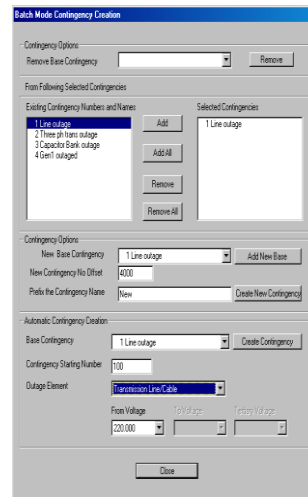 Batch Mode Contingency Creation
Contingency Options
Remove Base Contingency
Remove
From Following Selected Contingencies
Existing Contingency Numbers and Names
Selected Contingencies
1 Line outage
2 Three ph trans outage
3 Capacitor Bank outage
4 Gen1 outaged
Add
Add All
Remove
Remove All
1 Line outage
Contingency Options
New Base Contingency
1 Line outage
Add New Base
New Contingency No Offset
4000
Prefix the Contingency Name
New
Create New Contingency
Automatic Contingency Creation
Base Contingency
1 Line outage
Create Contingency
Contingency Starting Number
100
Outage Element
Transmission Line/Cable
From Voltage
To Voltage
Tertiary Voltage
220.000
Close